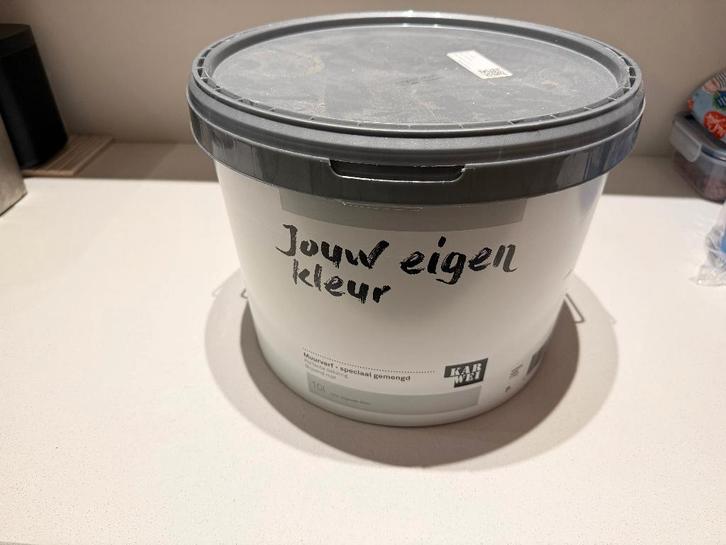 Jouw eigen
kleur
Muurverf • speciaal gemengd
KAR
WEI
10L